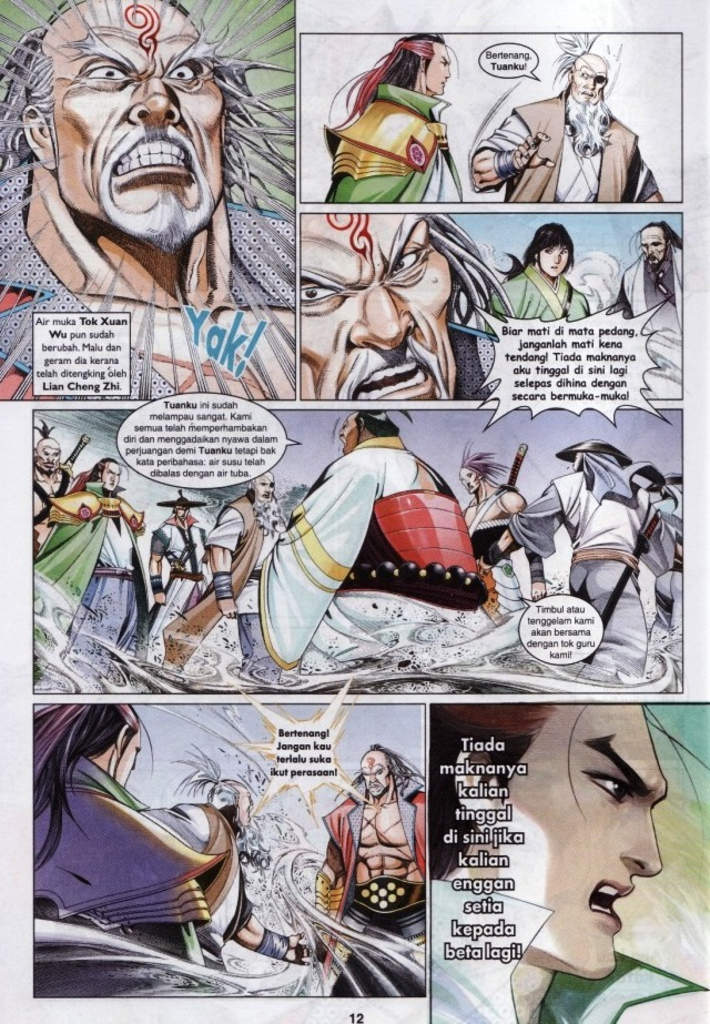 Bertenang,
Tuanku!
Air muka Tok Xuan
Wu pun sudah
berubah. Malu dan
geram dia kerana
telah ditengking oleh
Lian Cheng Zhi.
Yak!
Biar mati di mata pedang,
janganlah mati kena
tendang! Tiada maknanya
aku tinggal di sini lagi
selepas dihina dengan
secara bermuka-muka!
Tuanku ini sudah
melampau sangat. Kami
semua telah memperhambakan
diri dan menggadaikan nyawa dalam
perjuangan demi Tuanku tetapi bak
kata peribahasa: air susu telah
dibalas dengan air tuba.
Timbul atau
tenggelam kami
akan bersama
dengan tok guru
kami!
Bertenang!
Jangan kau
terlalu suka
ikut perasaan!
Tiada
maknanya
kalian
tinggal
di sini jika
kalian
enggan
setia
kepada
beta lagi!
12